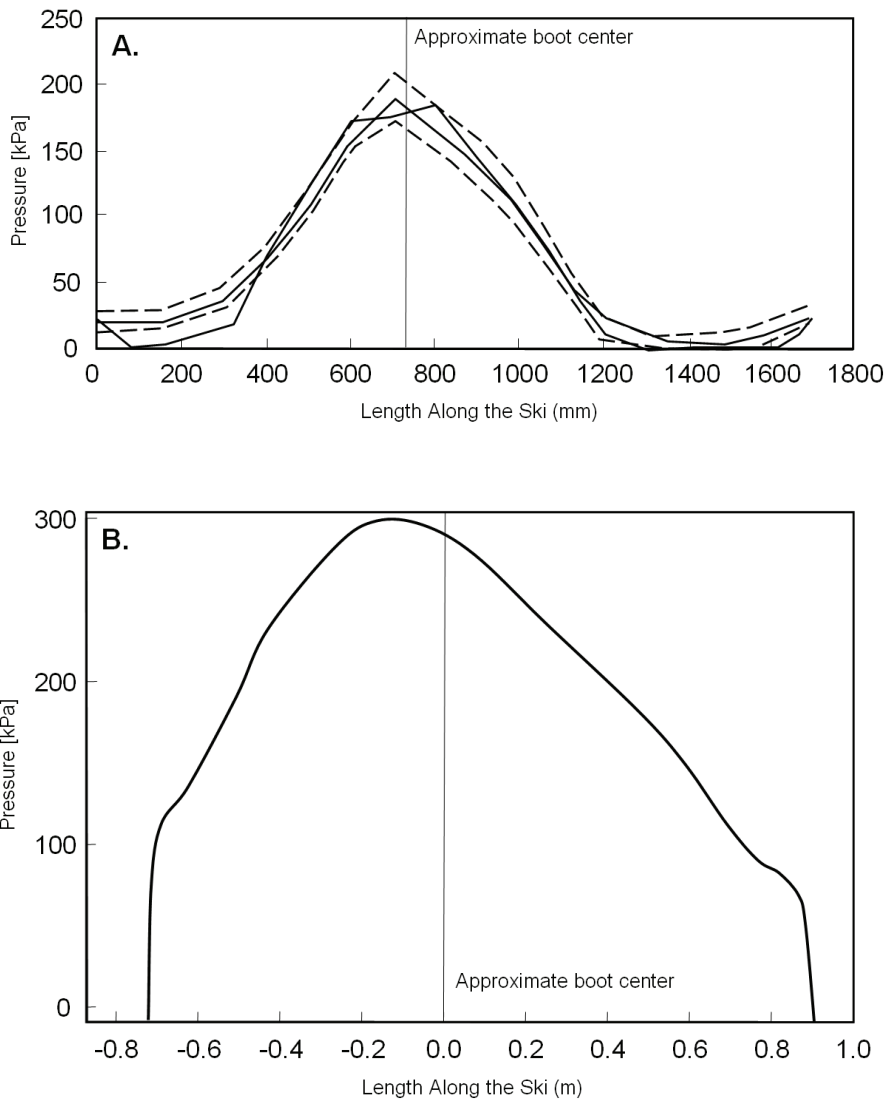 A.
Approximate boot center
Pressure [kPa]
250
200
150
100
50
0
0 200 400 600 800 1000 1200 1400 1600 1800
Length Along the Ski (mm)
B.
Pressure [kPa]
300
200
100
0
Approximate boot center
-0.8 -0.6 -0.4 -0.2 0.0 0.2 0.4 0.6 0.8 1.0
Length Along the Ski (m)